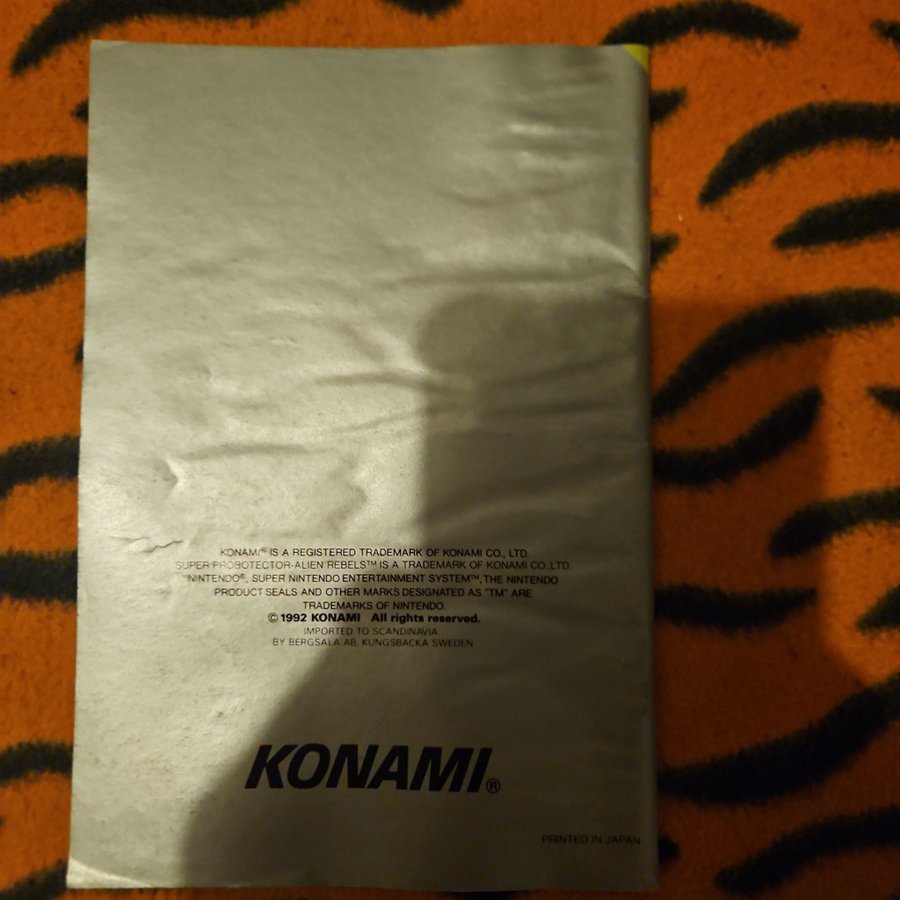 KONAMI® IS A REGISTERED TRADEMARK OF KONAMI CO., LTD.
SUPER PROBOTECTOR-ALIEN REBELS™ IS A TRADEMARK OF KONAMI CO.,LTD.
NINTENDO®, SUPER NINTENDO ENTERTAINMENT SYSTEM™, THE NINTENDO
PRODUCT SEALS AND OTHER MARKS DESIGNATED AS "TM" ARE
TRADEMARKS OF NINTENDO.
© 1992 KONAMI All rights reserved.
IMPORTED TO SCANDINAVIA
BY BERGSALA AB, KUNGSBACKA SWEDEN
KONAMI®
PRINTED IN JAPAN